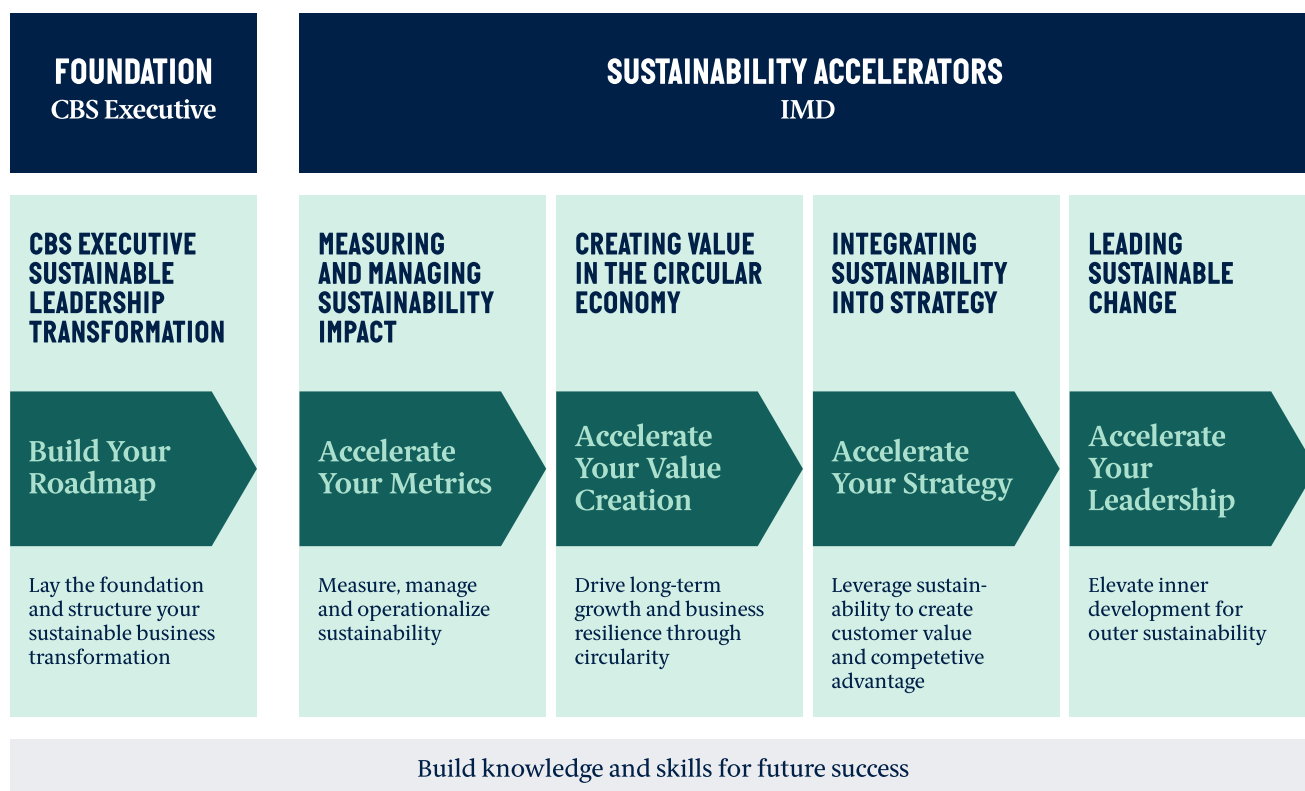 FOUNDATION
CBS Executive
SUSTAINABILITY ACCELERATORS
IMD
CBS EXECUTIVE
SUSTAINABLE
LEADERSHIP
TRANSFORMATION
Build Your
Roadmap
Lay the foundation
and structure your
sustainable business
transformation
MEASURING
AND MANAGING
SUSTAINABILITY
IMPACT
Accelerate
Your Metrics
Measure, manage
and operationalize
sustainability
CREATING VALUE
IN THE CIRCULAR
ECONOMY
Accelerate
Your Value
Creation
Drive long-term
growth and business
resilience through
circularity
INTEGRATING
SUSTAINABILITY
INTO STRATEGY
Accelerate
Your Strategy
Leverage sustain-
ability to create
customer value
and competetive
advantage
LEADING
SUSTAINABLE
CHANGE
Accelerate
Your
Leadership
Elevate inner
development for
outer sustainability
Build knowledge and skills for future success